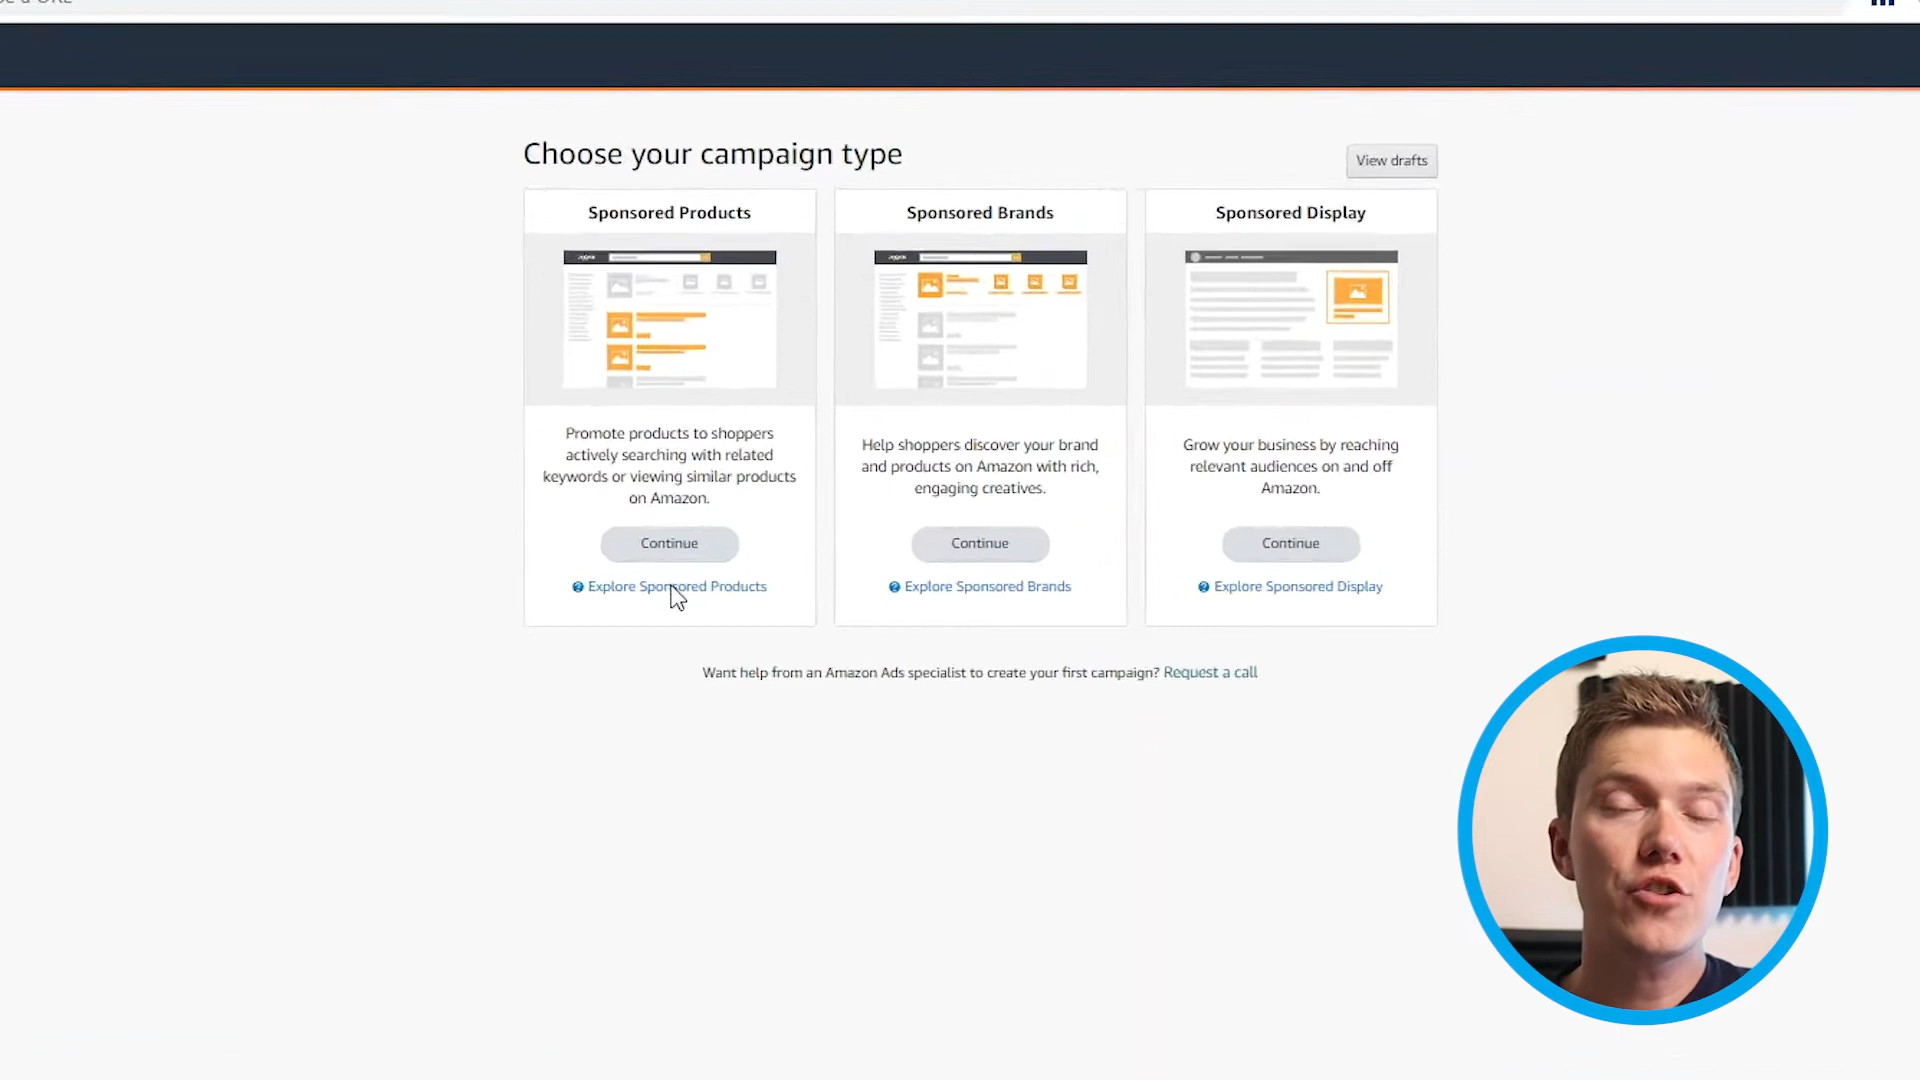 Choose your campaign type
View drafts
Sponsored Products
Sponsored Brands
Sponsored Display
Promote products to shoppers
actively searching with related
keywords or viewing similar products
on Amazon.
Help shoppers discover your brand
and products on Amazon with rich,
engaging creatives.
Grow your business by reaching
relevant audiences on and off
Amazon.
Continue
Continue
Continue
Explore Sponsored Products
Explore Sponsored Brands
Explore Sponsored Display
Want help from an Amazon Ads specialist to create your first campaign? Request a call